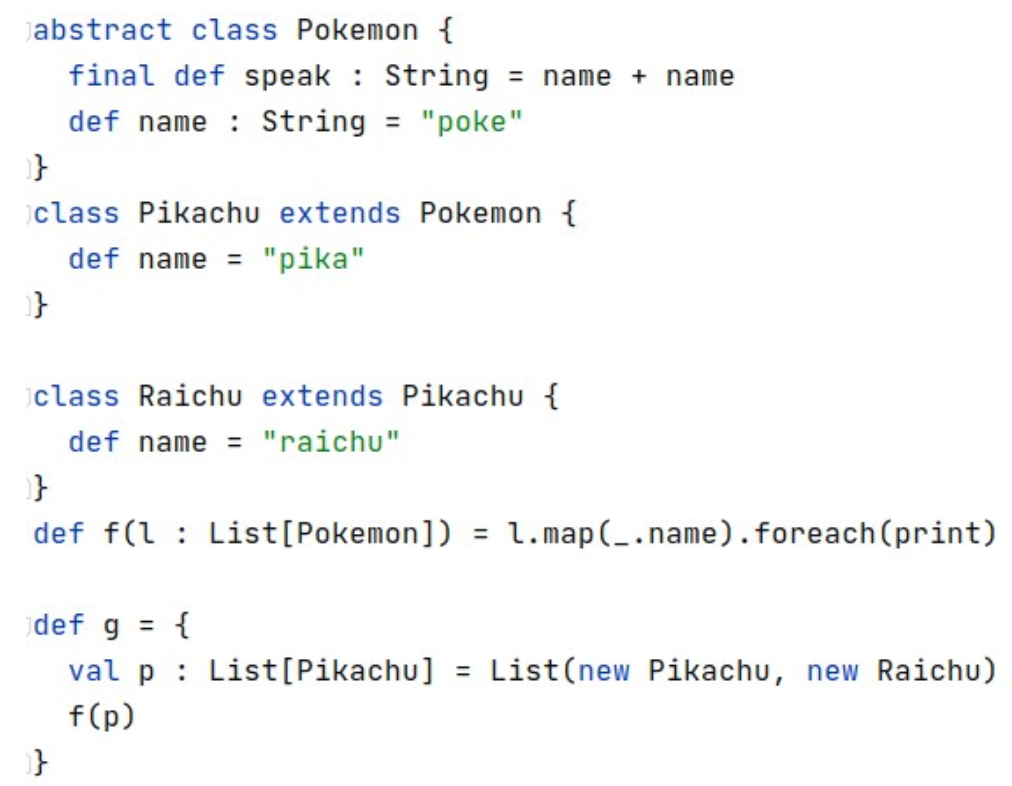 abstract class Pokemon {
final def speak : String = name + name
def name : String = "poke"
}
class Pikachu extends Pokemon {
def name = "pika"
}
class Raichu extends Pikachu {
def name = "raichu"
}
def f(l : List[Pokemon]) = l.map(_.name).foreach(print)
def g = {
val p : List[Pikachu] = List(new Pikachu, new Raichu)
f(p)
}